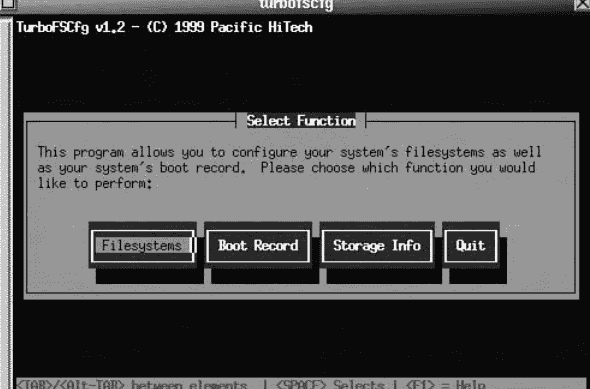 turbofscfg
TurboFSCfg v1.2 - (C) 1999 Pacific HiTech
Select Function
This program allows you to configure your system's filesystems as well
as your system's boot record. Please choose which function you would
like to perform:
Filesystems Boot Record Storage Info Quit
<TAB>/<Alt-TAB> between elements | <SPACE> Selects | <F1> = Help